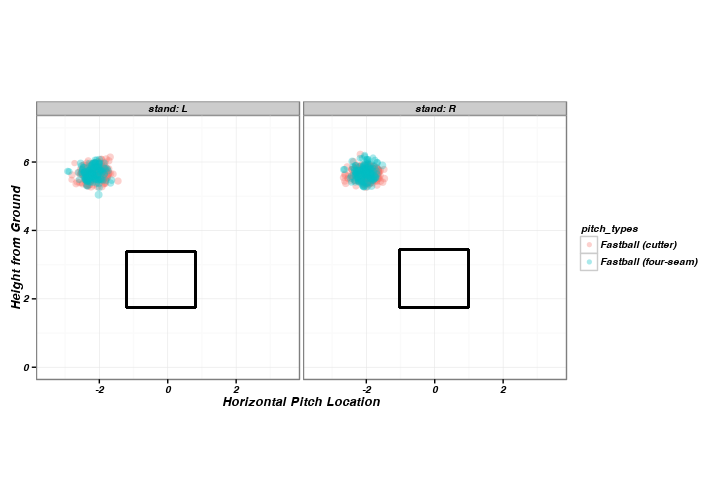 stand: L
stand: R
6
4
2
0
Height from Ground
-2
0
2
-2
0
2
Horizontal Pitch Location
pitch_types
Fastball (cutter)
Fastball (four-seam)